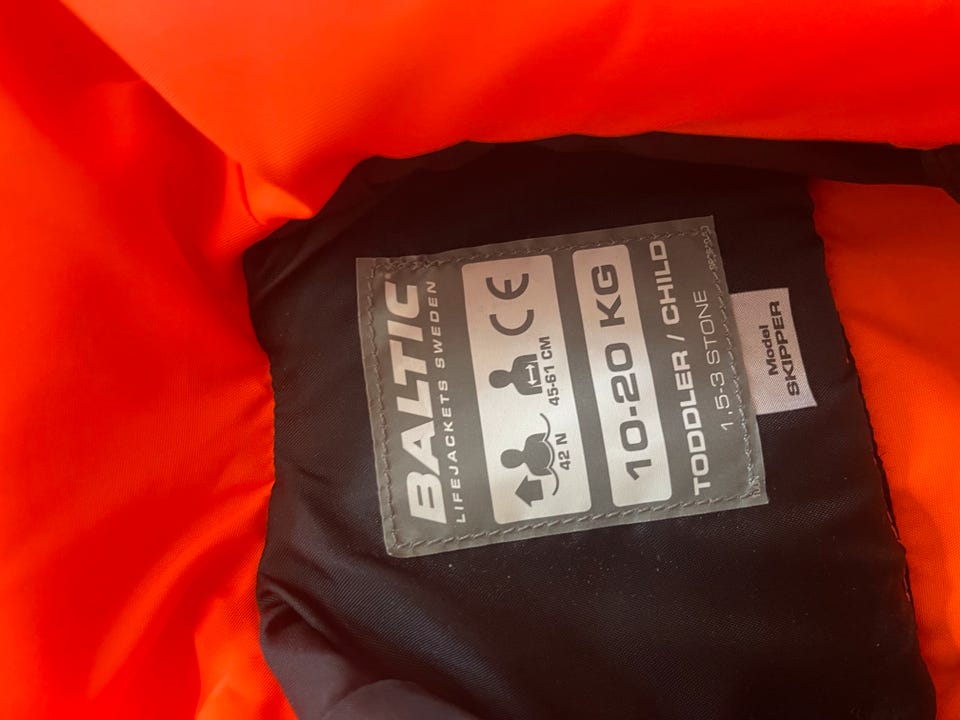 BALTIC
LIFEJACKETS SWEDEN
42 N
45-61 CM
CE
10-20 KG
TODDLER / CHILD
1,5-3 STONE
Model
SKIPPER